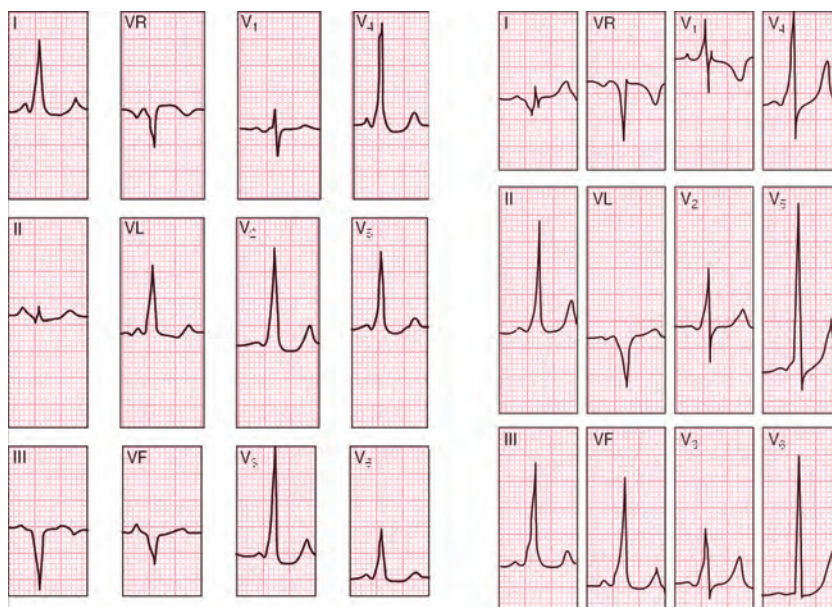 I VR V₁ V₄ I VR V₁ V₄
II VL V₂ V₅ II VL V₂ V₅
III VF V₃ V₆ III VF V₃ V₆